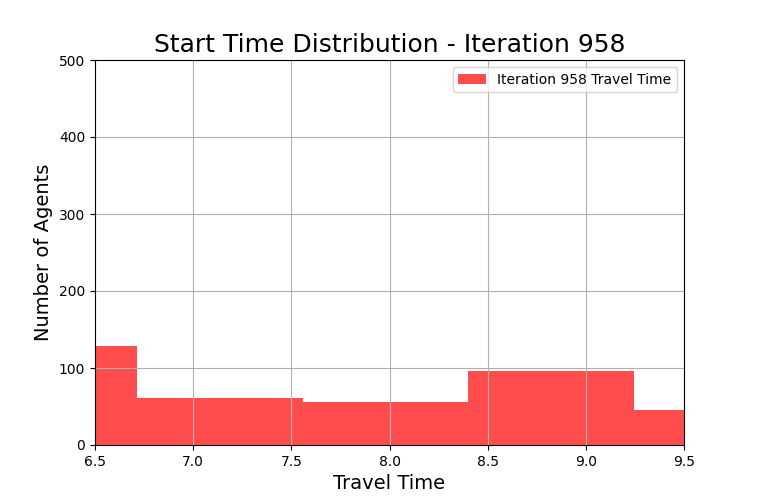 Start Time Distribution - Iteration 958
Iteration 958 Travel Time
Number of Agents
500
400
300
200
100
0
6.5 7.0 7.5 8.0 8.5 9.0 9.5
Travel Time